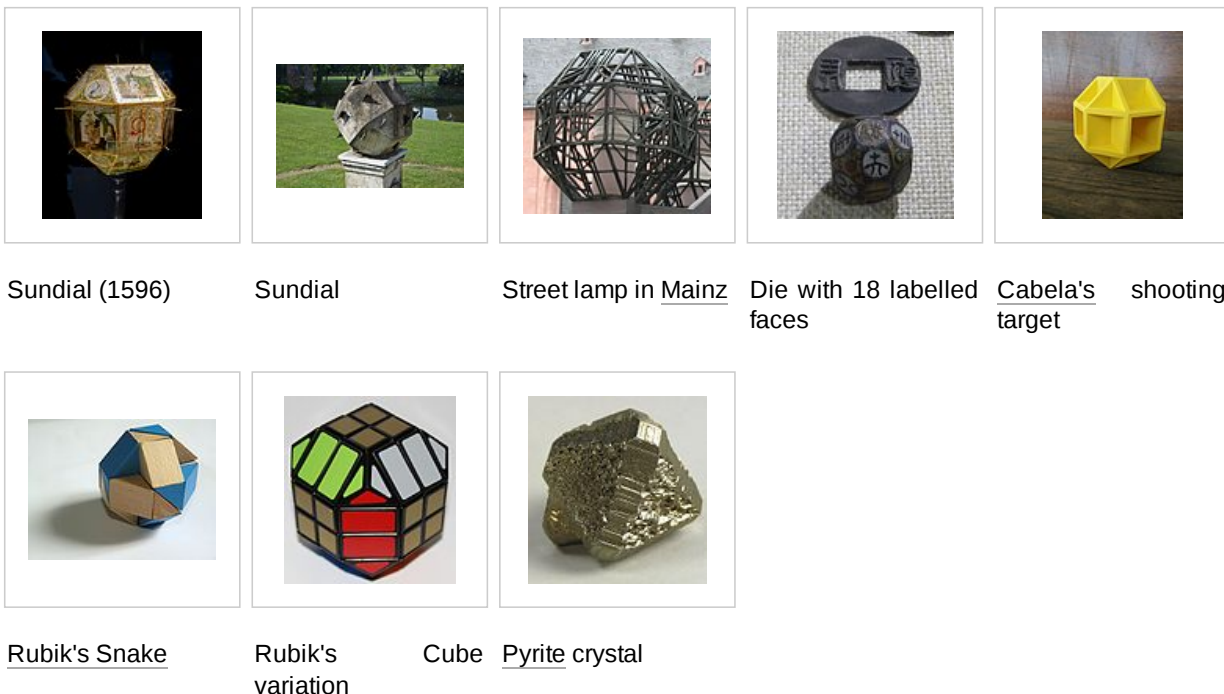 Sundial (1596)
Sundial
Street lamp in Mainz
Die with 18 labelled
faces
Cabela's shooting
target
Rubik's Snake
Rubik's Cube
variation
Pyrite crystal